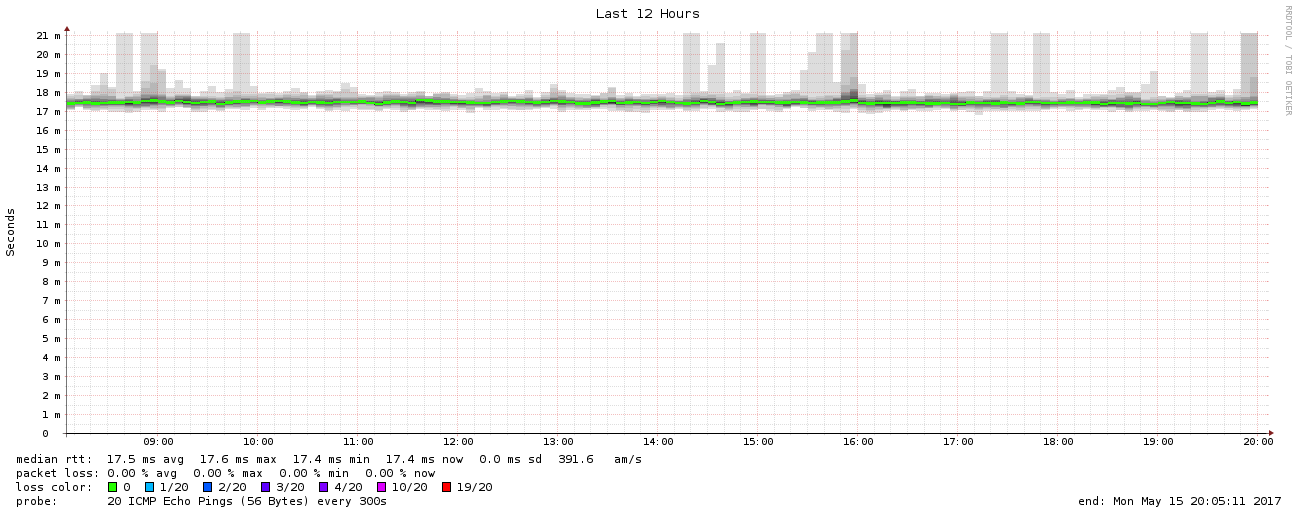 Last 12 Hours
RRDTOOL / TOBI OETIKER
Seconds
21 m
20 m
19 m
18 m
17 m
16 m
15 m
14 m
13 m
12 m
11 m
10 m
9 m
8 m
7 m
6 m
5 m
4 m
3 m
2 m
1 m
0
09:00 10:00 11:00 12:00 13:00 14:00 15:00 16:00 17:00 18:00 19:00 20:00
median rtt: 17.5 ms avg 17.6 ms max 17.4 ms min 17.4 ms now 0.0 ms sd 391.6 am/s
packet loss: 0.00 % avg 0.00 % max 0.00 % min 0.00 % now
loss color: 0 1/20 2/20 3/20 4/20 10/20 19/20
probe: 20 ICMP Echo Pings (56 Bytes) every 300s end: Mon May 15 20:05:11 2017